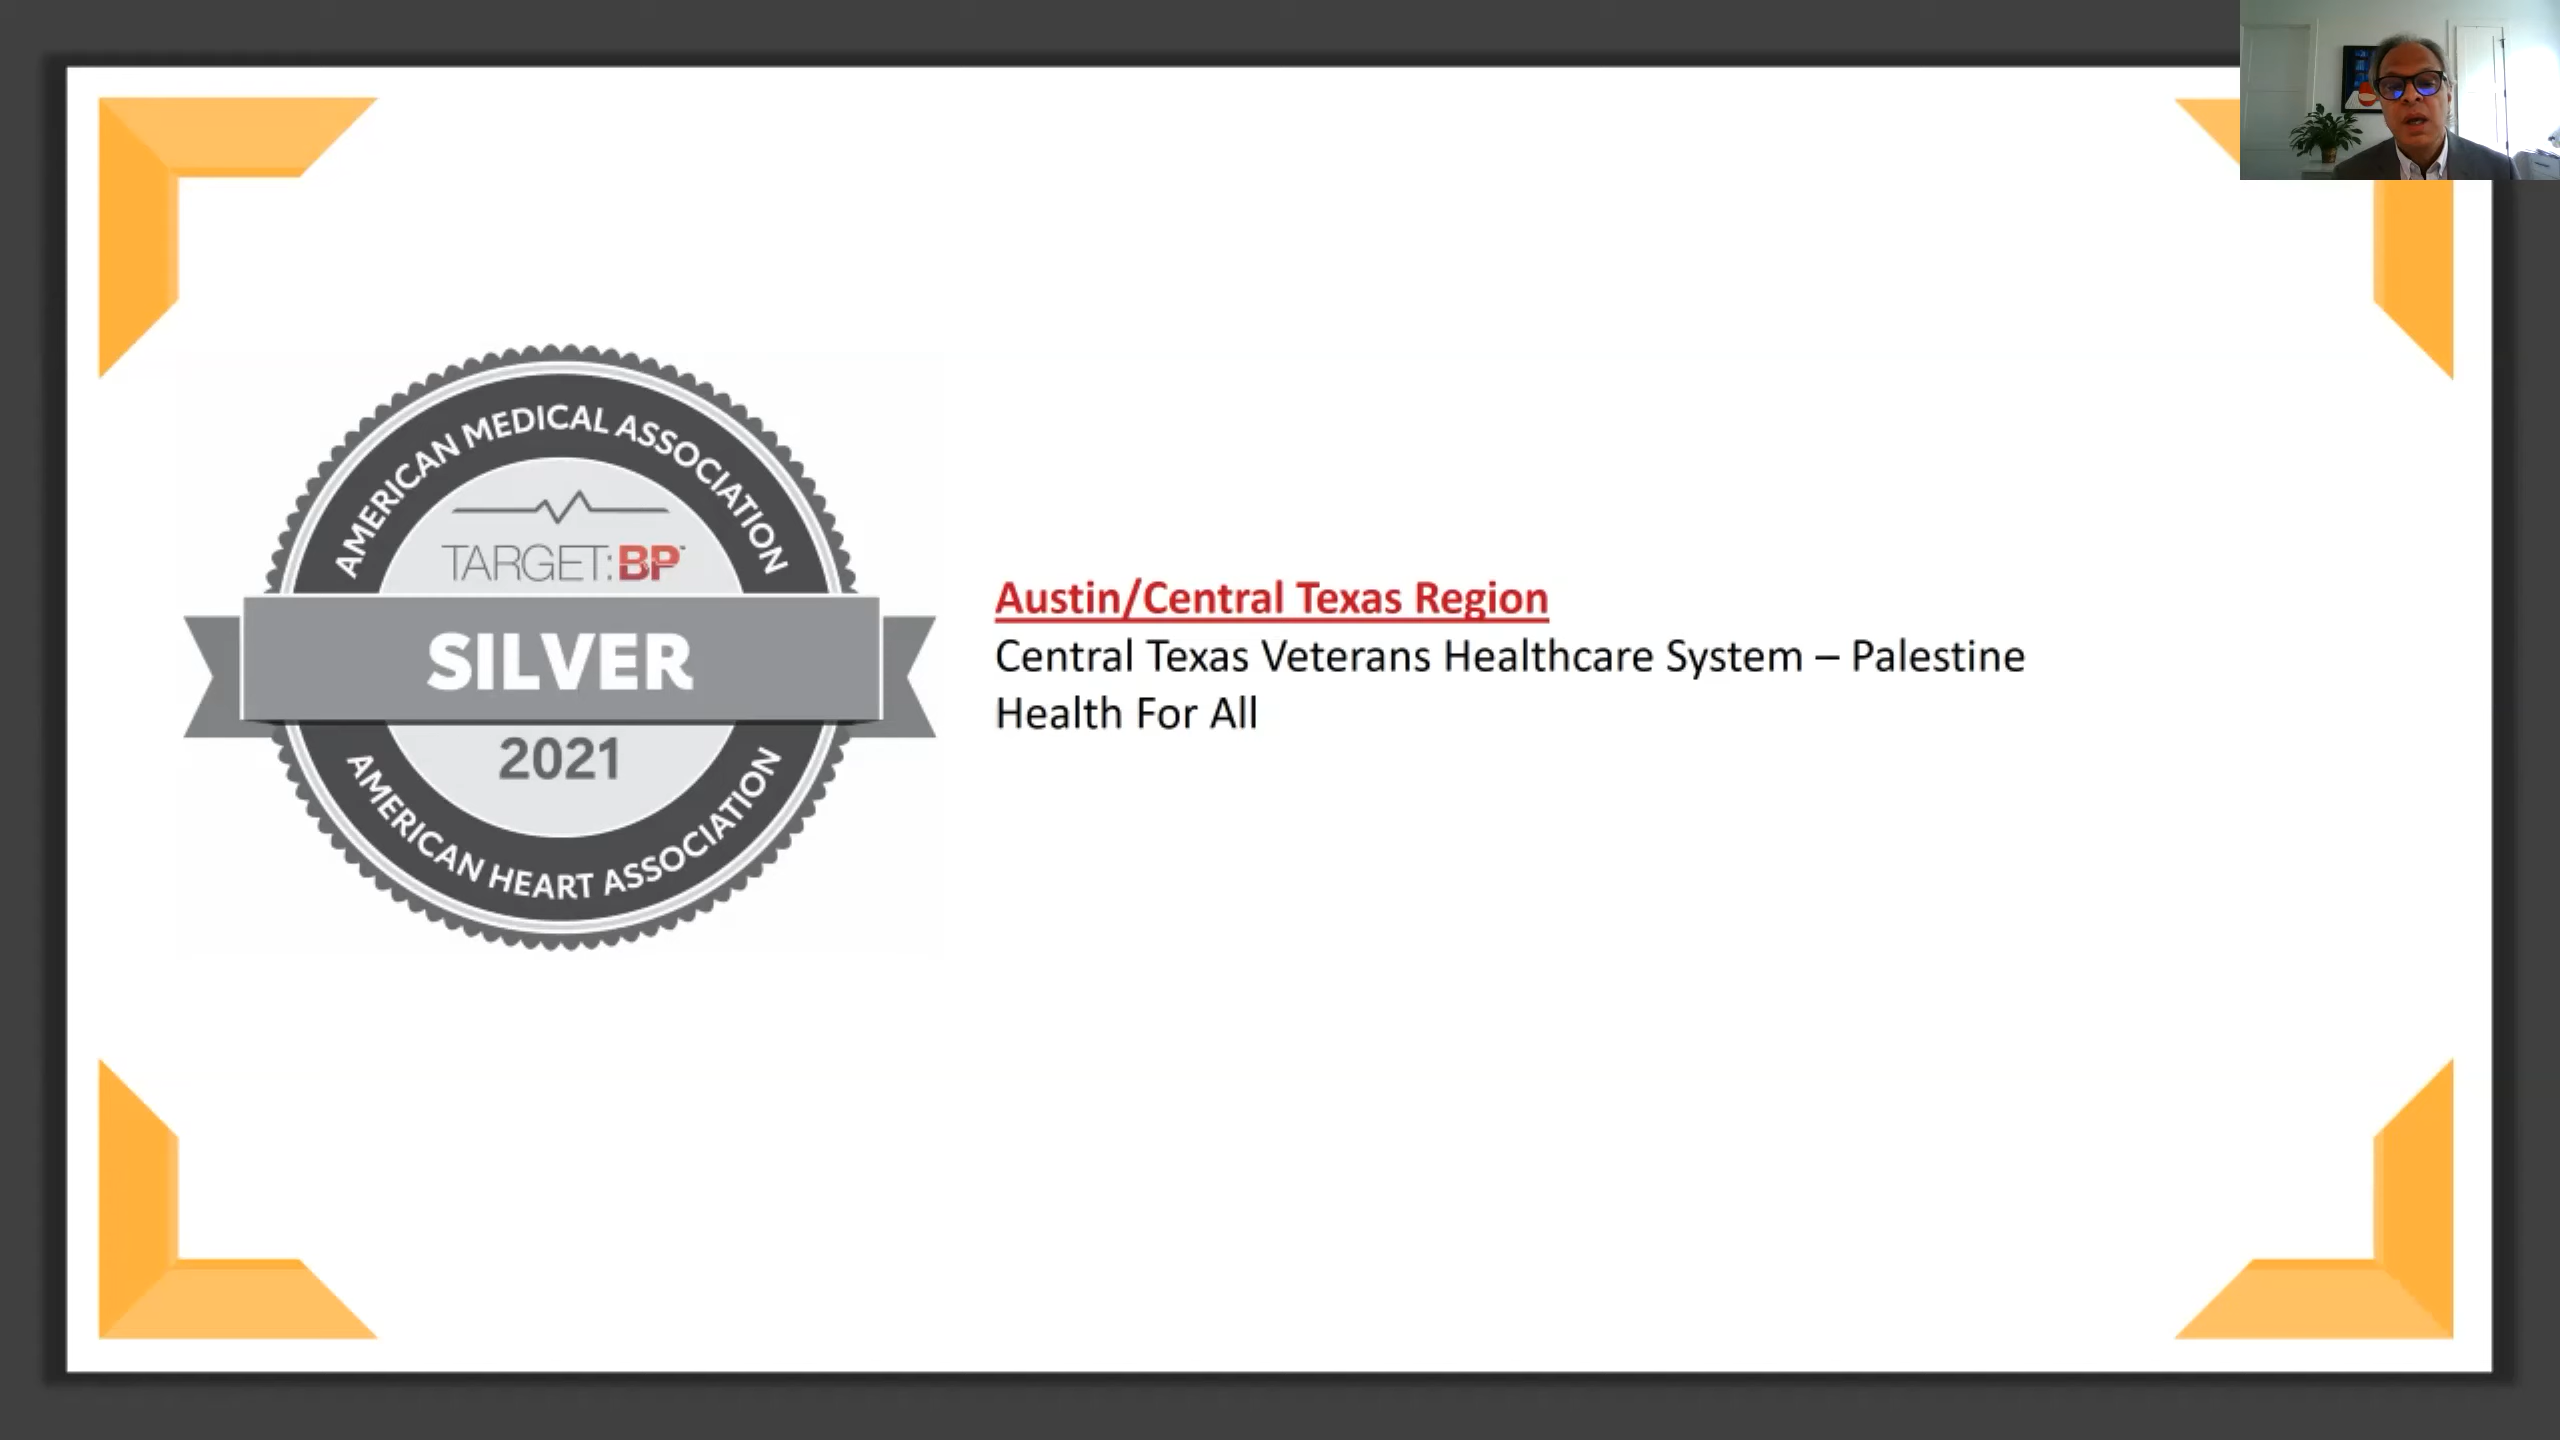 AMERICAN MEDICAL ASSOCIATION
TARGET:BP™
SILVER
2021
AMERICAN HEART ASSOCIATION
Austin/Central Texas Region
Central Texas Veterans Healthcare System – Palestine
Health For All